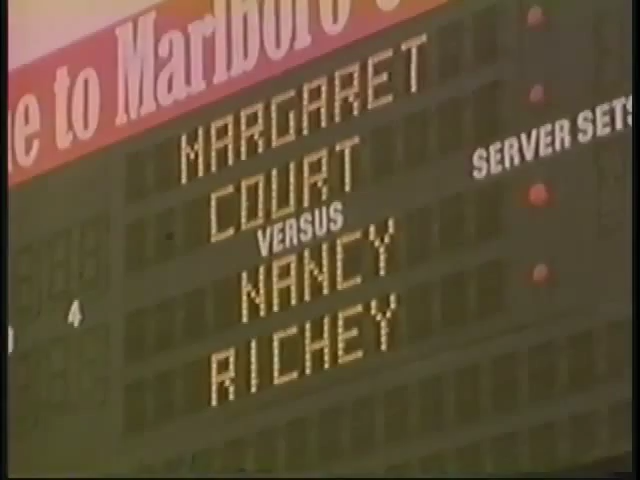 e to Marlboro
MARGARET
COURT
SERVER SETS
VERSUS
NANCY
4
RICHEY